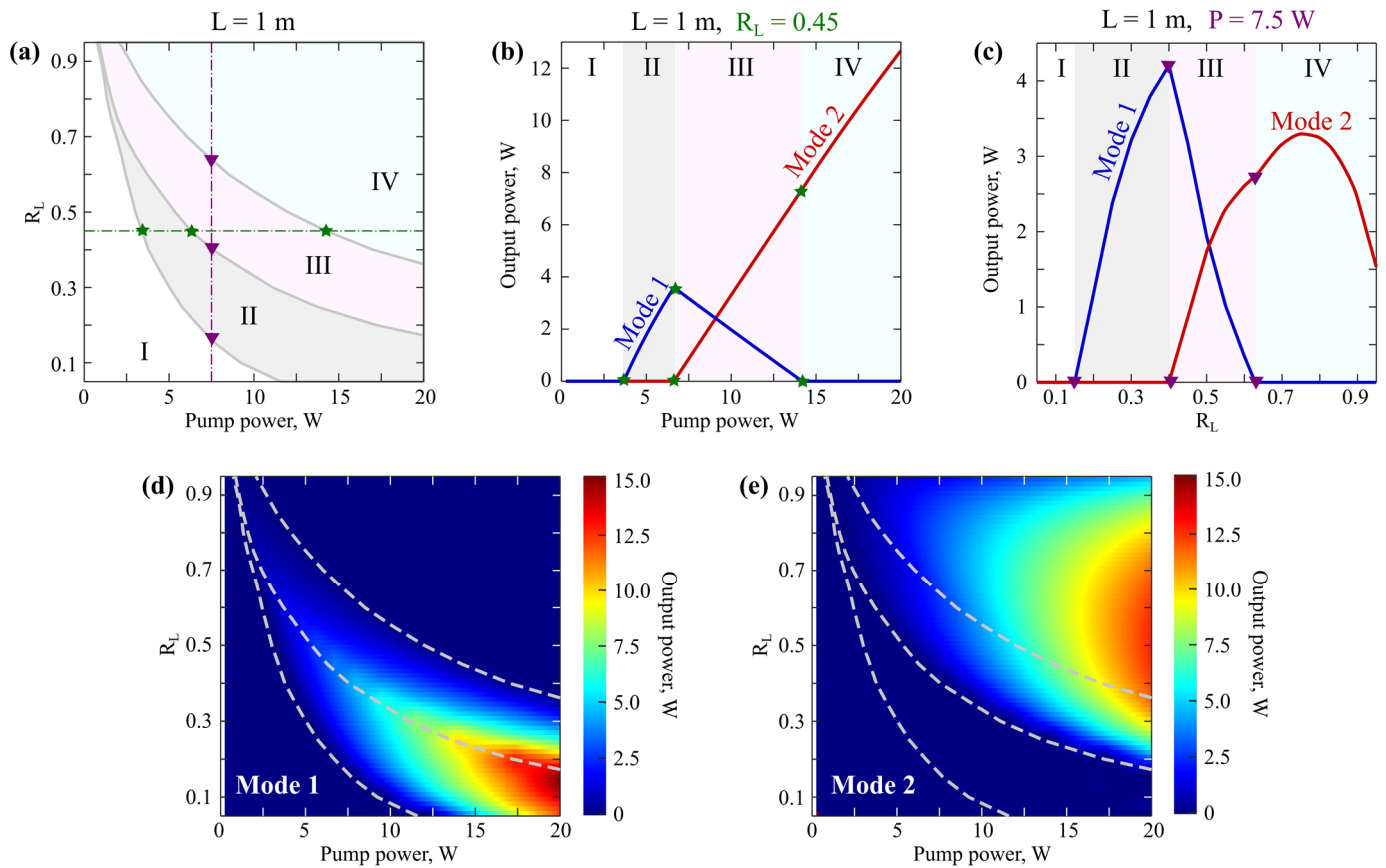 L = 1 m
(a)
I
II
III
IV
0.9
0.7
0.5
0.3
0.1
R_L
0
5
10
15
20
Pump power, W
L = 1 m, R_L = 0.45
(b)
I
II
III
IV
12
10
8
6
4
2
0
Output power, W
Mode 1
Mode 2
0
5
10
15
20
Pump power, W
L = 1 m, P = 7.5 W
(c)
I
II
III
IV
4
3
2
1
0
Output power, W
Mode 1
Mode 2
0.1
0.3
0.5
0.7
0.9
R_L
(d)
0.9
0.7
0.5
0.3
0.1
R_L
Mode 1
0
5
10
15
20
Pump power, W
15.0
12.5
10.0
7.5
5.0
2.5
0
Output power, W
(e)
0.9
0.7
0.5
0.3
0.1
R_L
Mode 2
0
5
10
15
20
Pump power, W
15.0
12.5
10.0
7.5
5.0
2.5
0
Output power, W